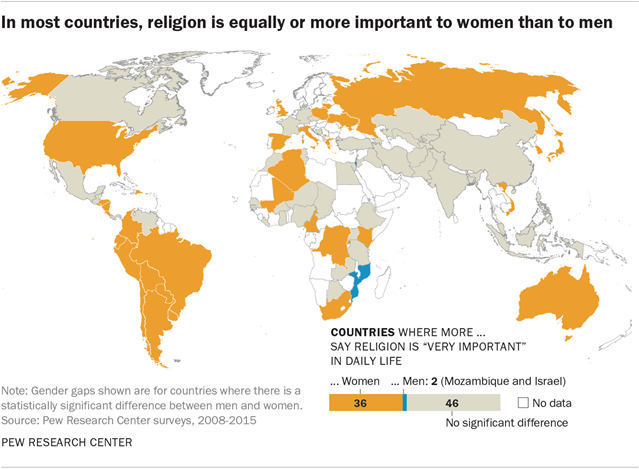 In most countries, religion is equally or more important to women than to men
COUNTRIES WHERE MORE ...
SAY RELIGION IS “VERY IMPORTANT”
IN DAILY LIFE
... Women ... Men: 2 (Mozambique and Israel)
36 46 No data
No significant difference
Note: Gender gaps shown are for countries where there is a
statistically significant difference between men and women.
Source: Pew Research Center surveys, 2008-2015
PEW RESEARCH CENTER